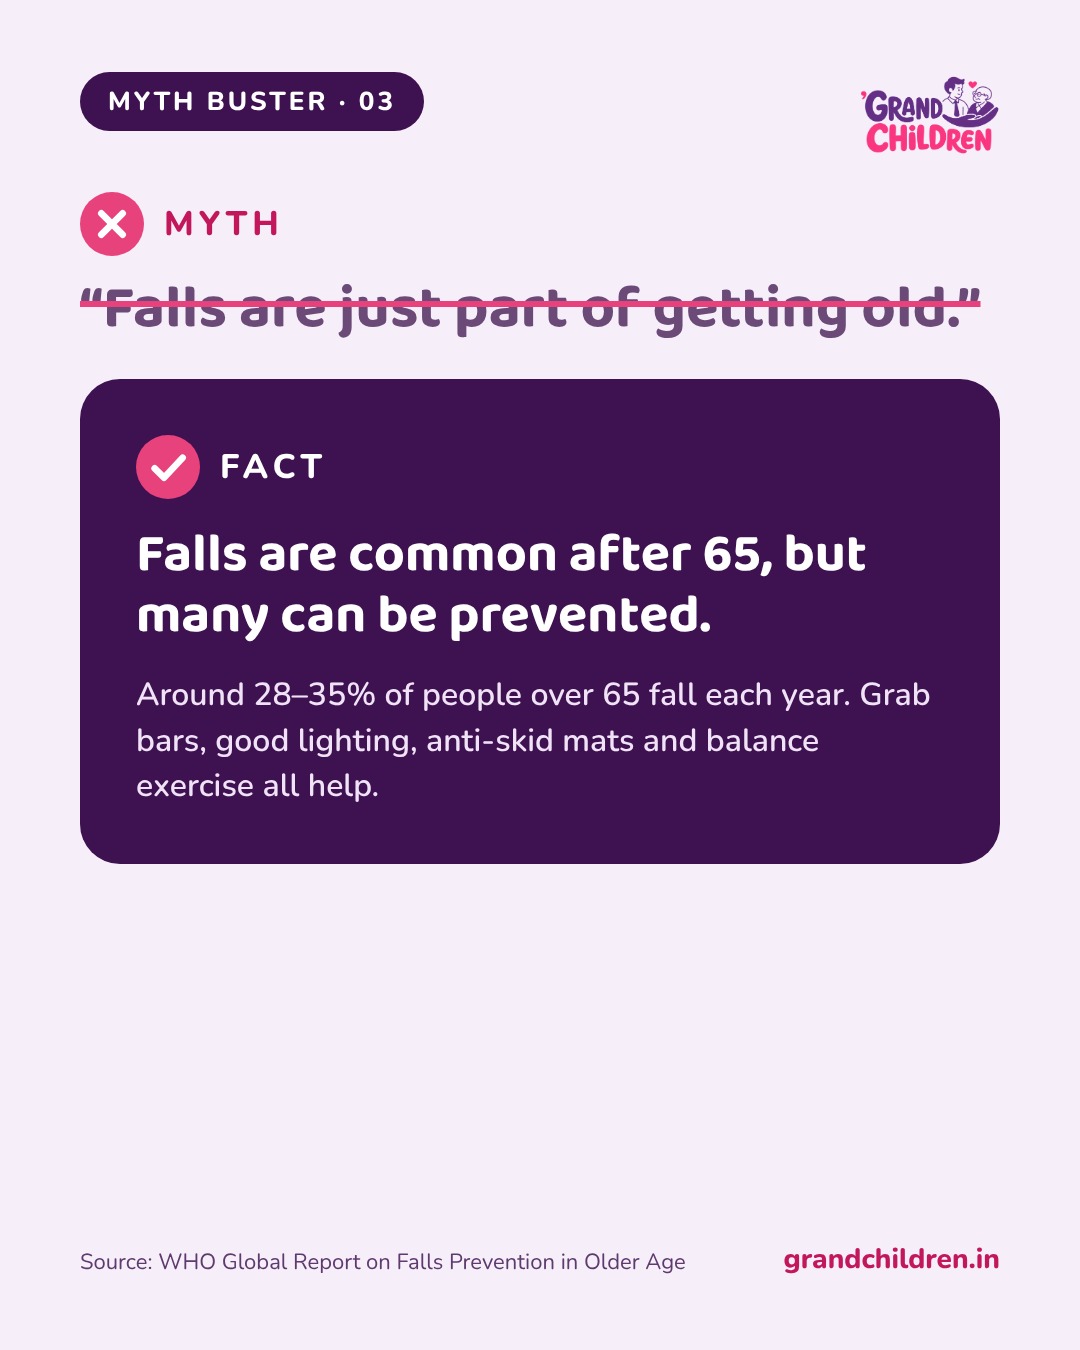 MYTH BUSTER · 03
’GRAND
CHiLDREN
MYTH
“Falls are just part of getting old.”
FACT
Falls are common after 65, but
many can be prevented.
Around 28–35% of people over 65 fall each year. Grab
bars, good lighting, anti-skid mats and balance
exercise all help.
Source: WHO Global Report on Falls Prevention in Older Age
grandchildren.in